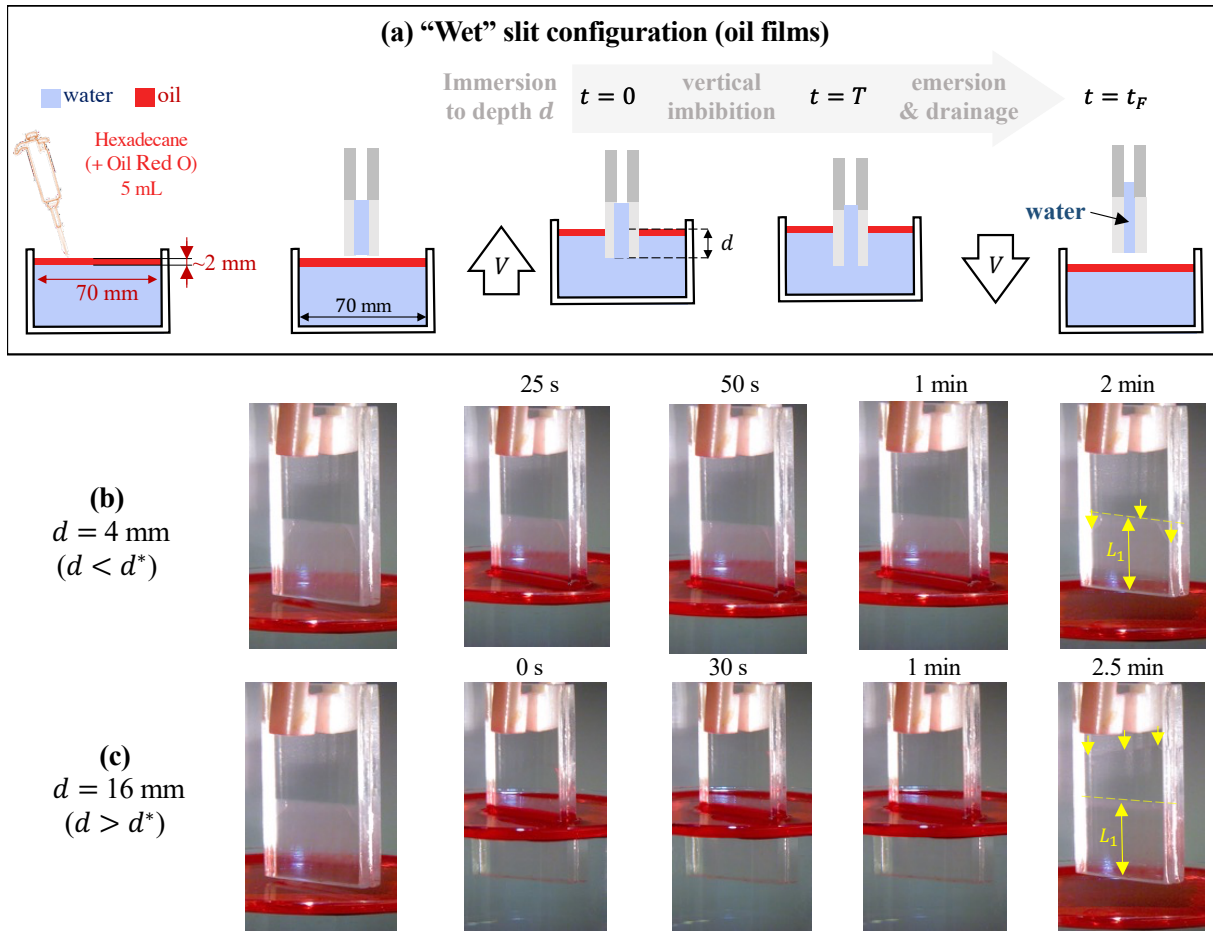 (a) “Wet” slit configuration (oil films)
water oil
Hexadecane
(+ Oil Red O)
5 mL
~2 mm
70 mm
70 mm
Immersion
to depth d
t = 0
vertical
imbibition
t = T
emersion
& drainage
t = t_F
V
d
V
water
25 s 50 s 1 min 2 min
(b)
d = 4 mm
(d < d*)
L₁
0 s 30 s 1 min 2.5 min
(c)
d = 16 mm
(d > d*)
L₁